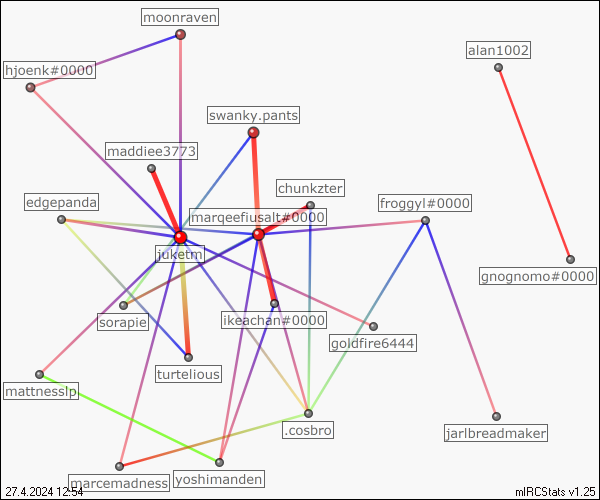 moonraven
alan1002
hjoenk#0000
swanky.pants
maddiee3773
chunkzter
edgepanda
froggyl#0000
marqeefiusalt#0000
juketm
gnognomo#0000
sorapie
ikeachan#0000
goldfire6444
turtelious
mattnesslp
.cosbro
jarlbreadmaker
marcemadness
yoshimanden
27.4.2024 12:54
mIRCStats v1.25